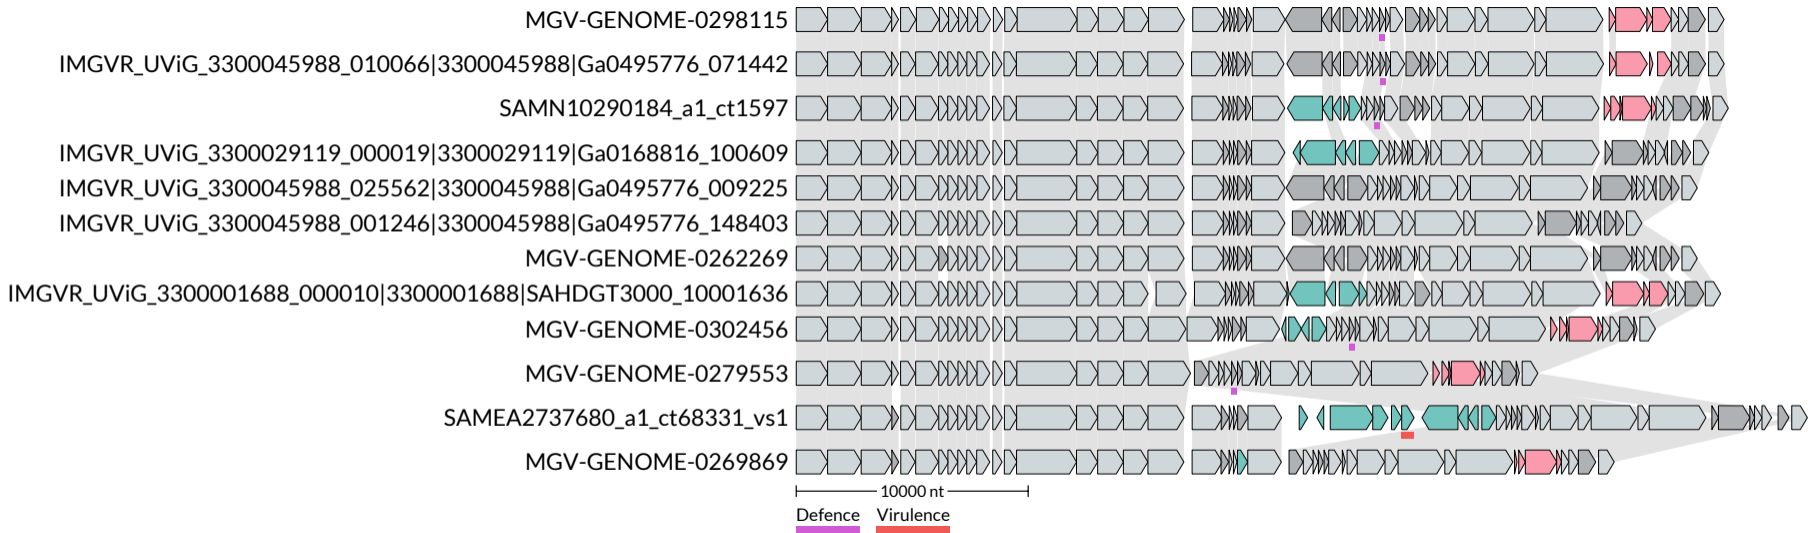 MGV-GENOME-0298115
IMGVR_UViG_3300045988_010066|3300045988|Ga0495776_071442
SAMN10290184_a1_ct1597
IMGVR_UViG_3300029119_000019|3300029119|Ga0168816_100609
IMGVR_UViG_3300045988_025562|3300045988|Ga0495776_009225
IMGVR_UViG_3300045988_001246|3300045988|Ga0495776_148403
MGV-GENOME-0262269
IMGVR_UViG_3300001688_000010|3300001688|SAHDGT3000_10001636
MGV-GENOME-0302456
MGV-GENOME-0279553
SAMEA2737680_a1_ct68331_vs1
MGV-GENOME-0269869
10000 nt
Defence Virulence